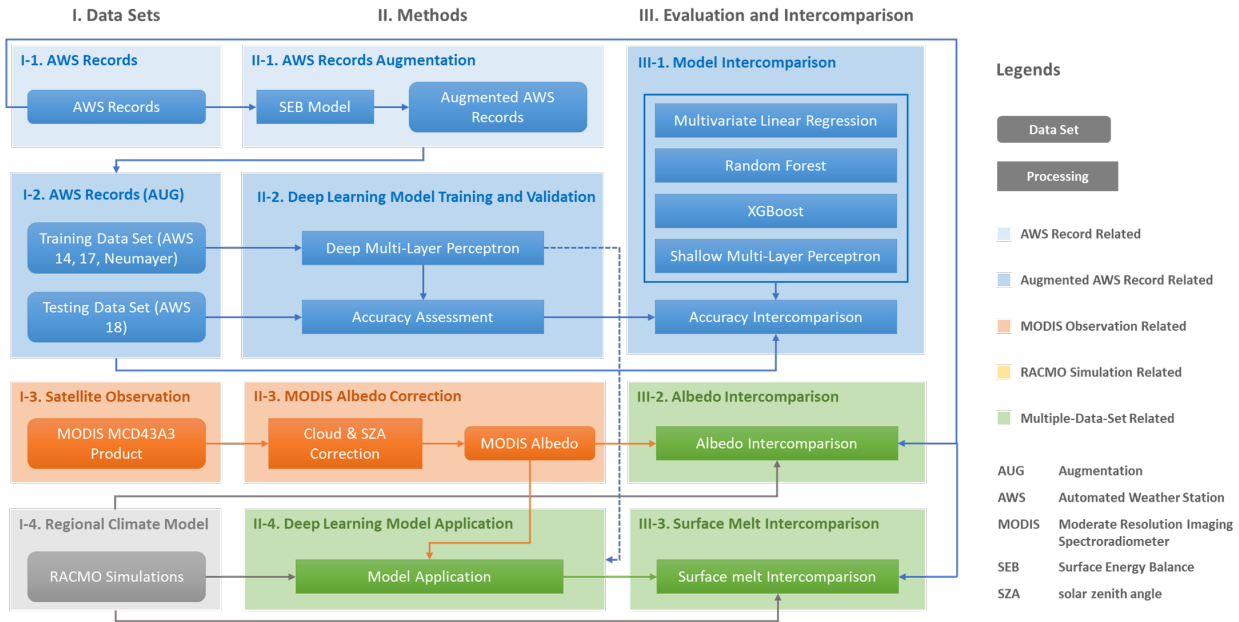 I. Data Sets
II. Methods
III. Evaluation and Intercomparison
I-1. AWS Records
AWS Records
II-1. AWS Records Augmentation
SEB Model
Augmented AWS
Records
III-1. Model Intercomparison
Multivariate Linear Regression
Random Forest
XGBoost
Shallow Multi-Layer Perceptron
Accuracy Intercomparison
I-2. AWS Records (AUG)
Training Data Set (AWS
14, 17, Neumayer)
Testing Data Set (AWS
18)
II-2. Deep Learning Model Training and Validation
Deep Multi-Layer Perceptron
Accuracy Assessment
I-3. Satellite Observation
MODIS MCD43A3
Product
II-3. MODIS Albedo Correction
Cloud & SZA
Correction
MODIS Albedo
III-2. Albedo Intercomparison
Albedo Intercomparison
I-4. Regional Climate Model
RACMO Simulations
II-4. Deep Learning Model Application
Model Application
III-3. Surface Melt Intercomparison
Surface melt Intercomparison
Legends
Data Set
Processing
AWS Record Related
Augmented AWS Record Related
MODIS Observation Related
RACMO Simulation Related
Multiple-Data-Set Related
AUG Augmentation
AWS Automated Weather Station
MODIS Moderate Resolution Imaging
Spectroradiometer
SEB Surface Energy Balance
SZA solar zenith angle